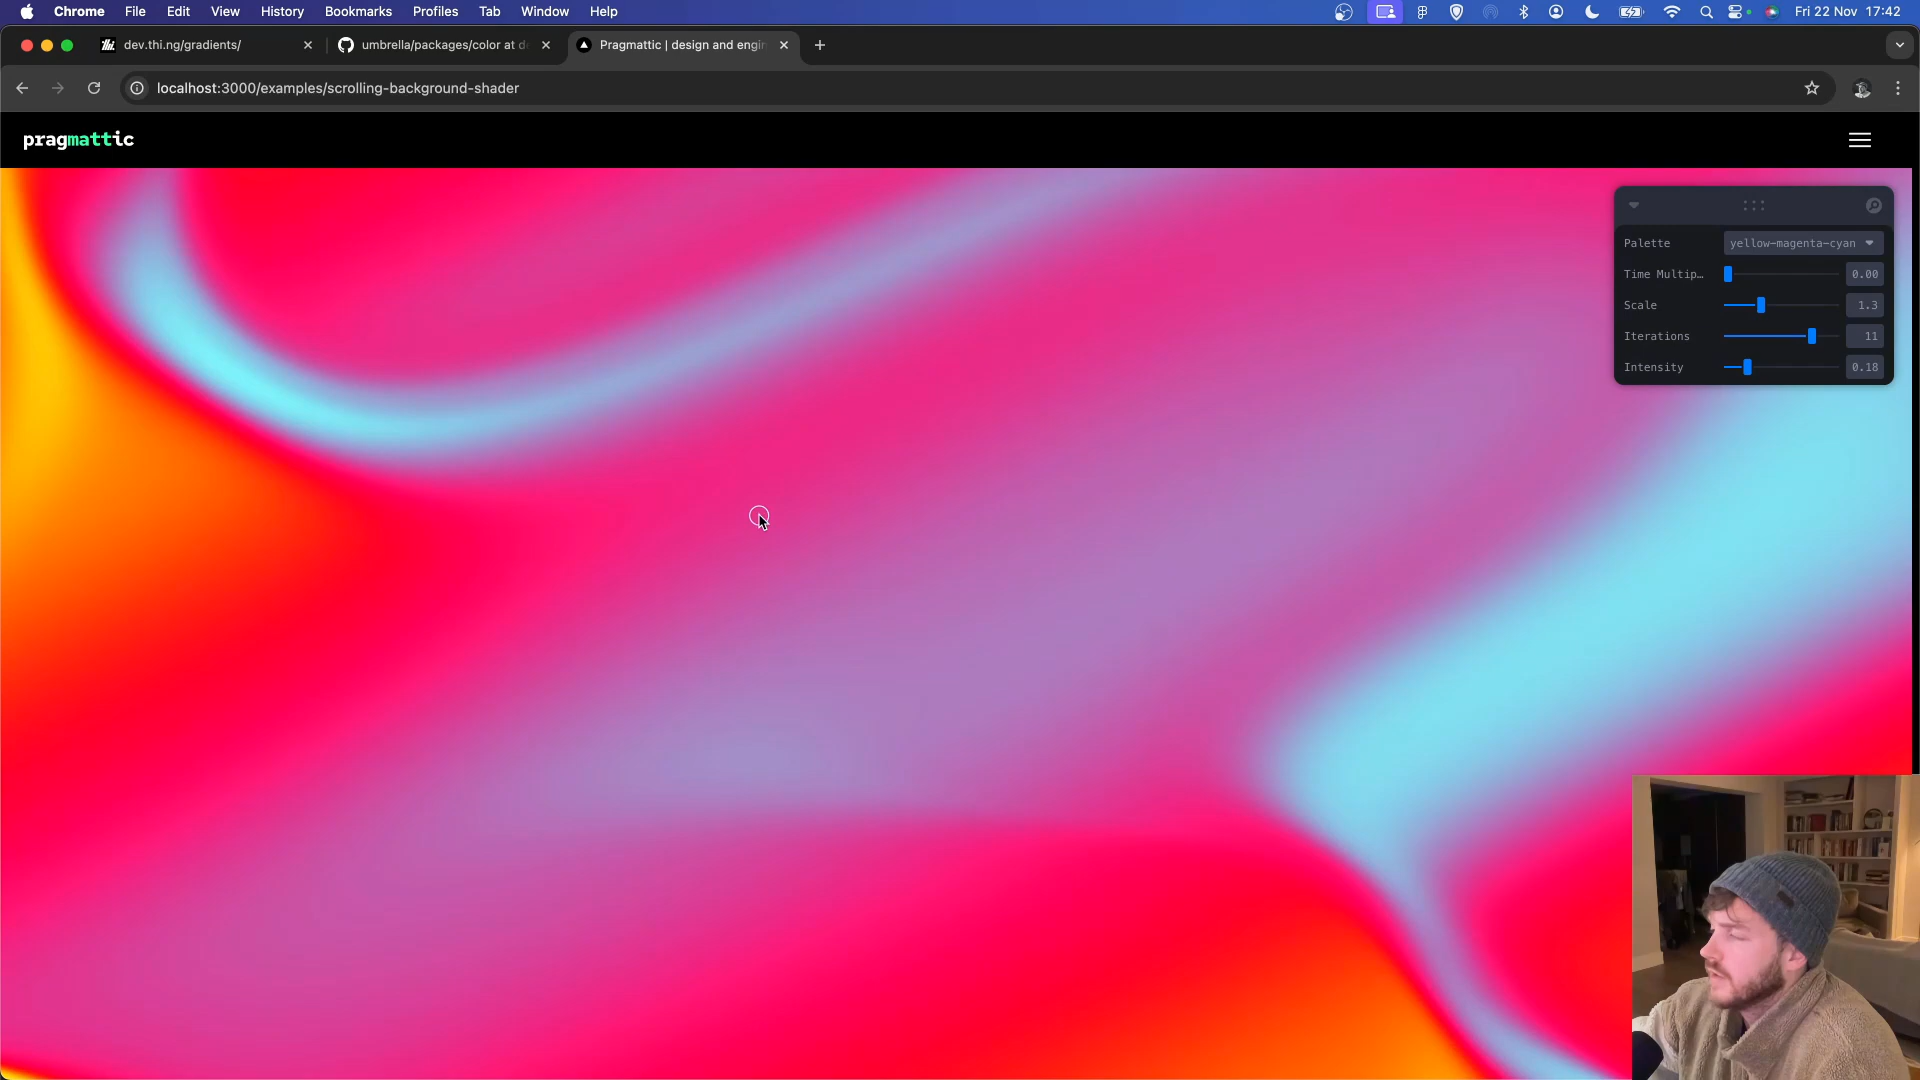 Chrome File Edit View History Bookmarks Profiles Tab Window Help Fri 22 Nov 17:42
dev.thi.ng/gradients/ umbrella/packages/color at d Pragmattic | design and engin
localhost:3000/examples/scrolling-background-shader
pragmattic
Palette yellow-magenta-cyan
Time Multip… 0.00
Scale 1.3
Iterations 11
Intensity 0.18